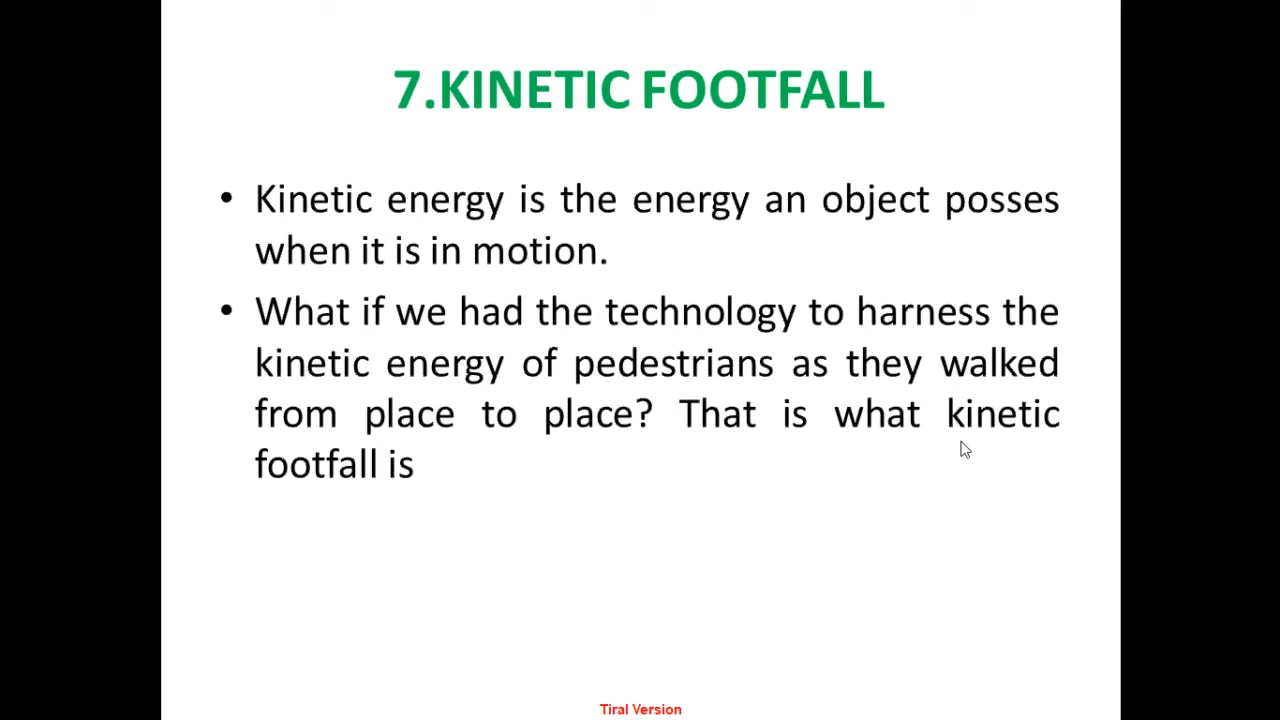 7.KINETIC FOOTFALL
• Kinetic energy is the energy an object posses
when it is in motion.
• What if we had the technology to harness the
kinetic energy of pedestrians as they walked
from place to place? That is what kinetic
footfall is
Tiral Version